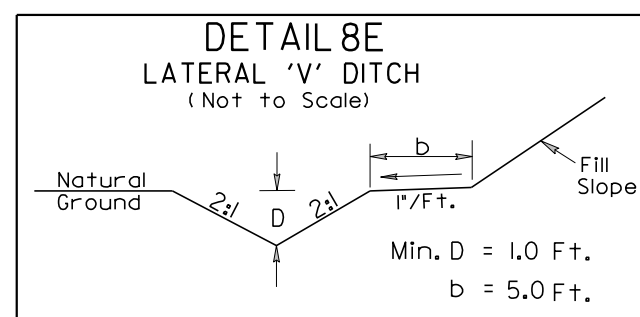 DETAIL 8E
LATERAL 'V' DITCH
(Not to Scale)
b
Natural
Ground
2:1
D
2:1
1"/Ft.
Fill
Slope
Min. D = 1.0 Ft.
b = 5.0 Ft.